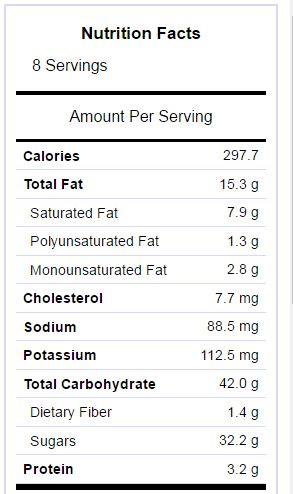 Nutrition Facts
8 Servings
Amount Per Serving
Calories 297.7
Total Fat 15.3 g
Saturated Fat 7.9 g
Polyunsaturated Fat 1.3 g
Monounsaturated Fat 2.8 g
Cholesterol 7.7 mg
Sodium 88.5 mg
Potassium 112.5 mg
Total Carbohydrate 42.0 g
Dietary Fiber 1.4 g
Sugars 32.2 g
Protein 3.2 g